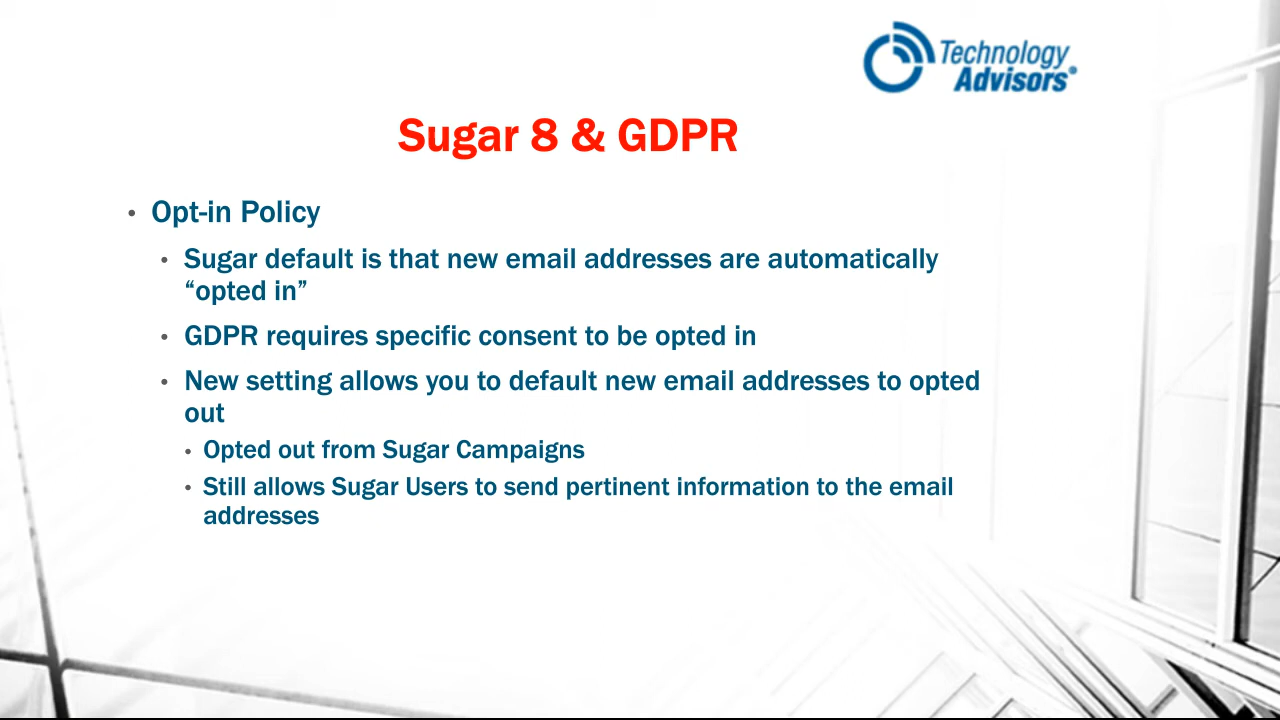 Technology
Advisors®
Sugar 8 & GDPR
• Opt-in Policy
• Sugar default is that new email addresses are automatically
“opted in”
• GDPR requires specific consent to be opted in
• New setting allows you to default new email addresses to opted
out
• Opted out from Sugar Campaigns
• Still allows Sugar Users to send pertinent information to the email
addresses